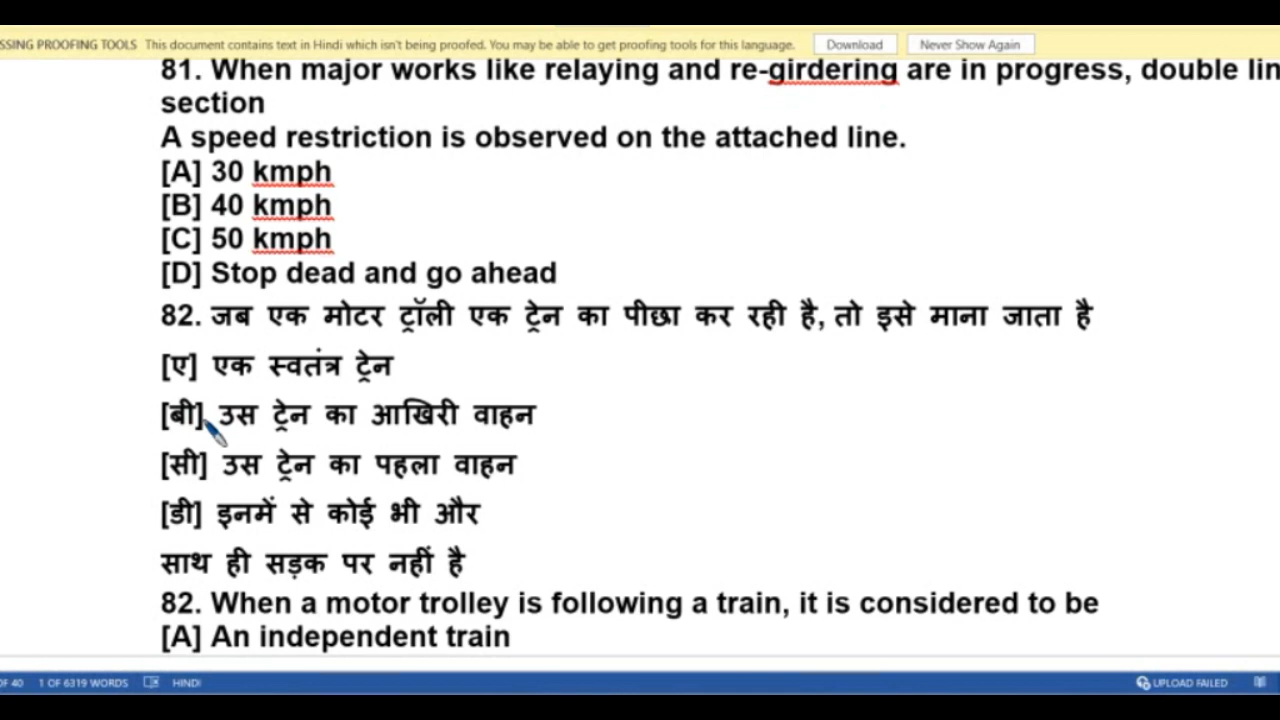 SSING PROOFING TOOLS This document contains text in Hindi which isn't being proofed. You may be able to get proofing tools for this language. Download Never Show Again
81. When major works like relaying and re-girdering are in progress, double lin
section
A speed restriction is observed on the attached line.
[A] 30 kmph
[B] 40 kmph
[C] 50 kmph
[D] Stop dead and go ahead
82. जब एक मोटर ट्रॉली एक ट्रेन का पीछा कर रही है, तो इसे माना जाता है
[ए] एक स्वतंत्र ट्रेन
[बी] उस ट्रेन का आखिरी वाहन
[सी] उस ट्रेन का पहला वाहन
[डी] इनमें से कोई भी और
साथ ही सड़क पर नहीं है
82. When a motor trolley is following a train, it is considered to be
[A] An independent train
OF 40 1 OF 6319 WORDS HINDI UPLOAD FAILED